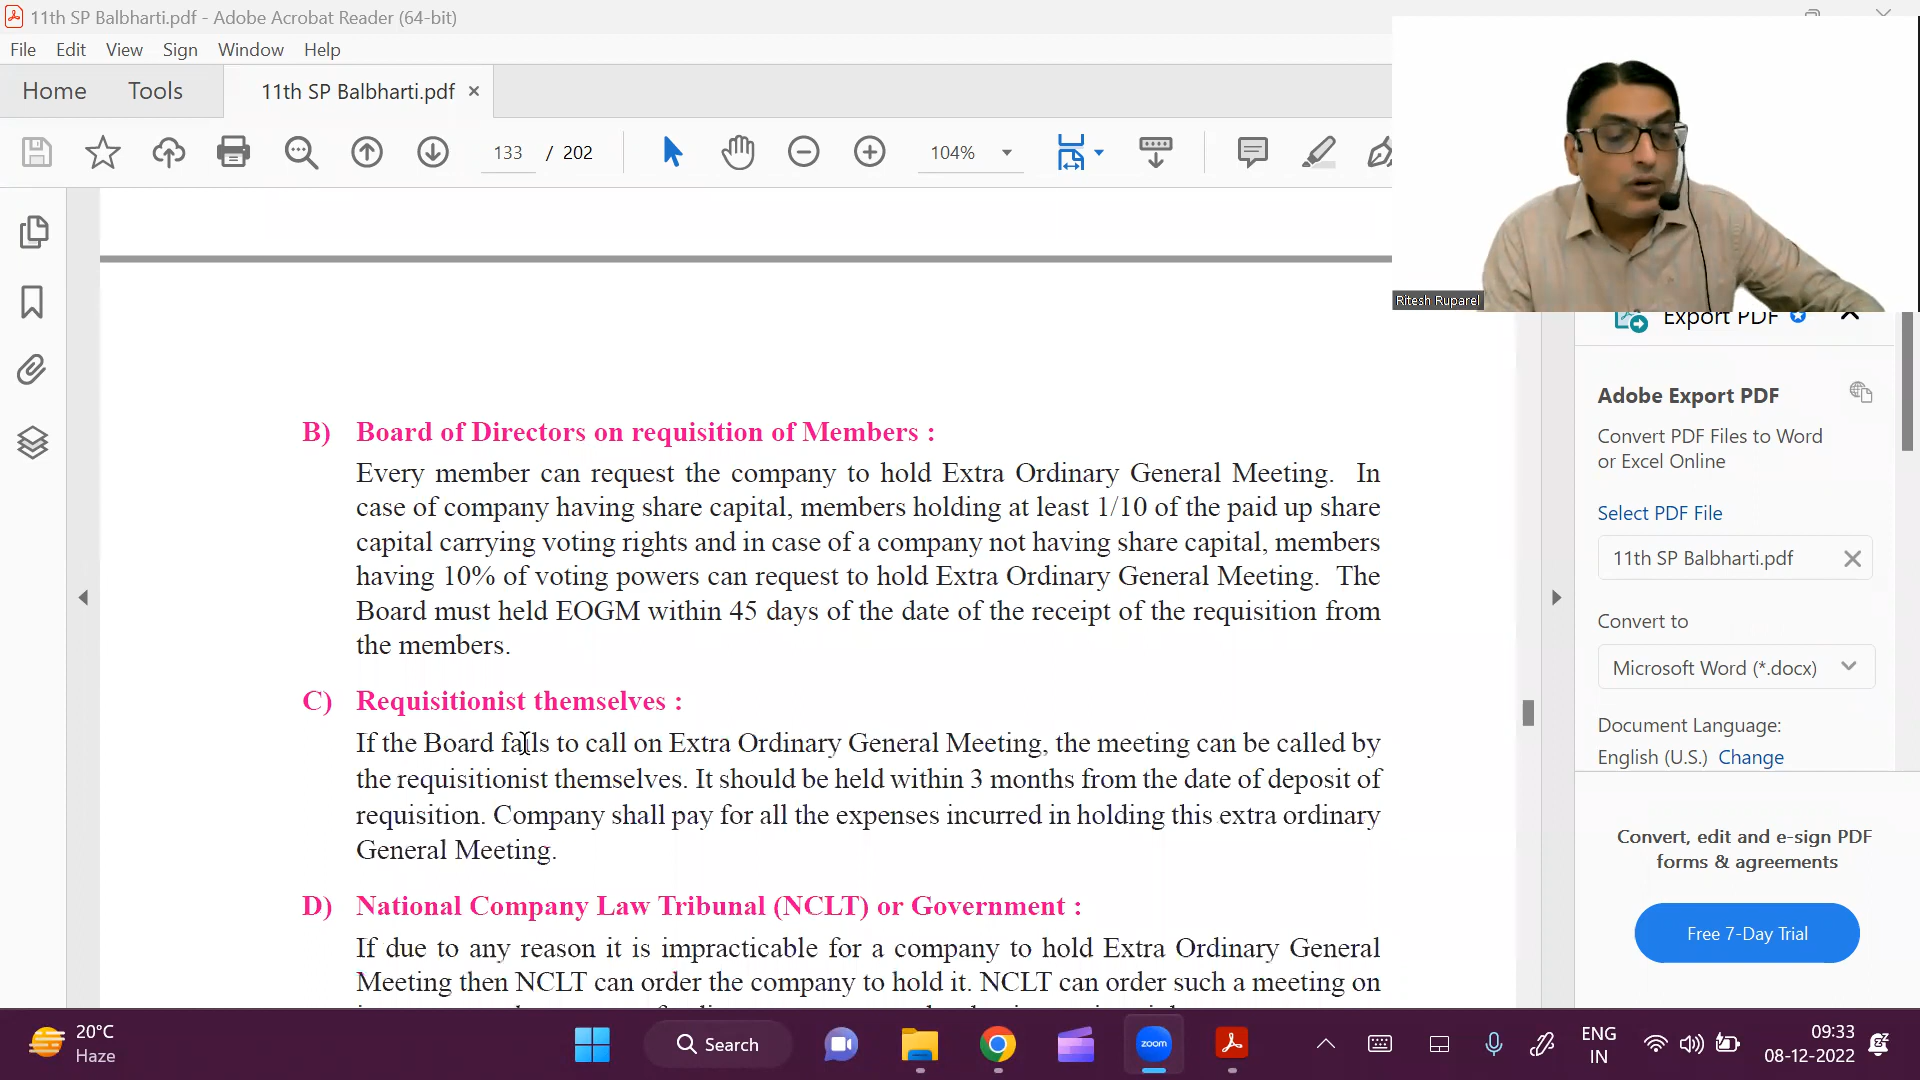 11th SP Balbharti.pdf - Adobe Acrobat Reader (64-bit)
File Edit View Sign Window Help
Home Tools 11th SP Balbharti.pdf ×
133 / 202 104%
Ritesh Ruparel
Export PDF
Adobe Export PDF
Convert PDF Files to Word
or Excel Online
Select PDF File
11th SP Balbharti.pdf
Convert to
Microsoft Word (*.docx)
Document Language:
English (U.S.) Change
Convert, edit and e-sign PDF
forms & agreements
Free 7-Day Trial
B) Board of Directors on requisition of Members :
Every member can request the company to hold Extra Ordinary General Meeting. In
case of company having share capital, members holding at least 1/10 of the paid up share
capital carrying voting rights and in case of a company not having share capital, members
having 10% of voting powers can request to hold Extra Ordinary General Meeting. The
Board must held EOGM within 45 days of the date of the receipt of the requisition from
the members.
C) Requisitionist themselves :
If the Board fails to call on Extra Ordinary General Meeting, the meeting can be called by
the requisitionist themselves. It should be held within 3 months from the date of deposit of
requisition. Company shall pay for all the expenses incurred in holding this extra ordinary
General Meeting.
D) National Company Law Tribunal (NCLT) or Government :
If due to any reason it is impracticable for a company to hold Extra Ordinary General
Meeting then NCLT can order the company to hold it. NCLT can order such a meeting on
20°C
Haze
Search
zoom
ENG
IN
09:33
08-12-2022